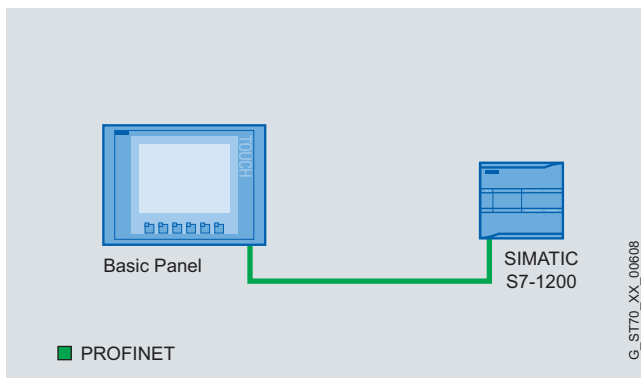 TOUCH
Basic Panel
SIMATIC
S7-1200
PROFINET
G_ST70_XX_00608